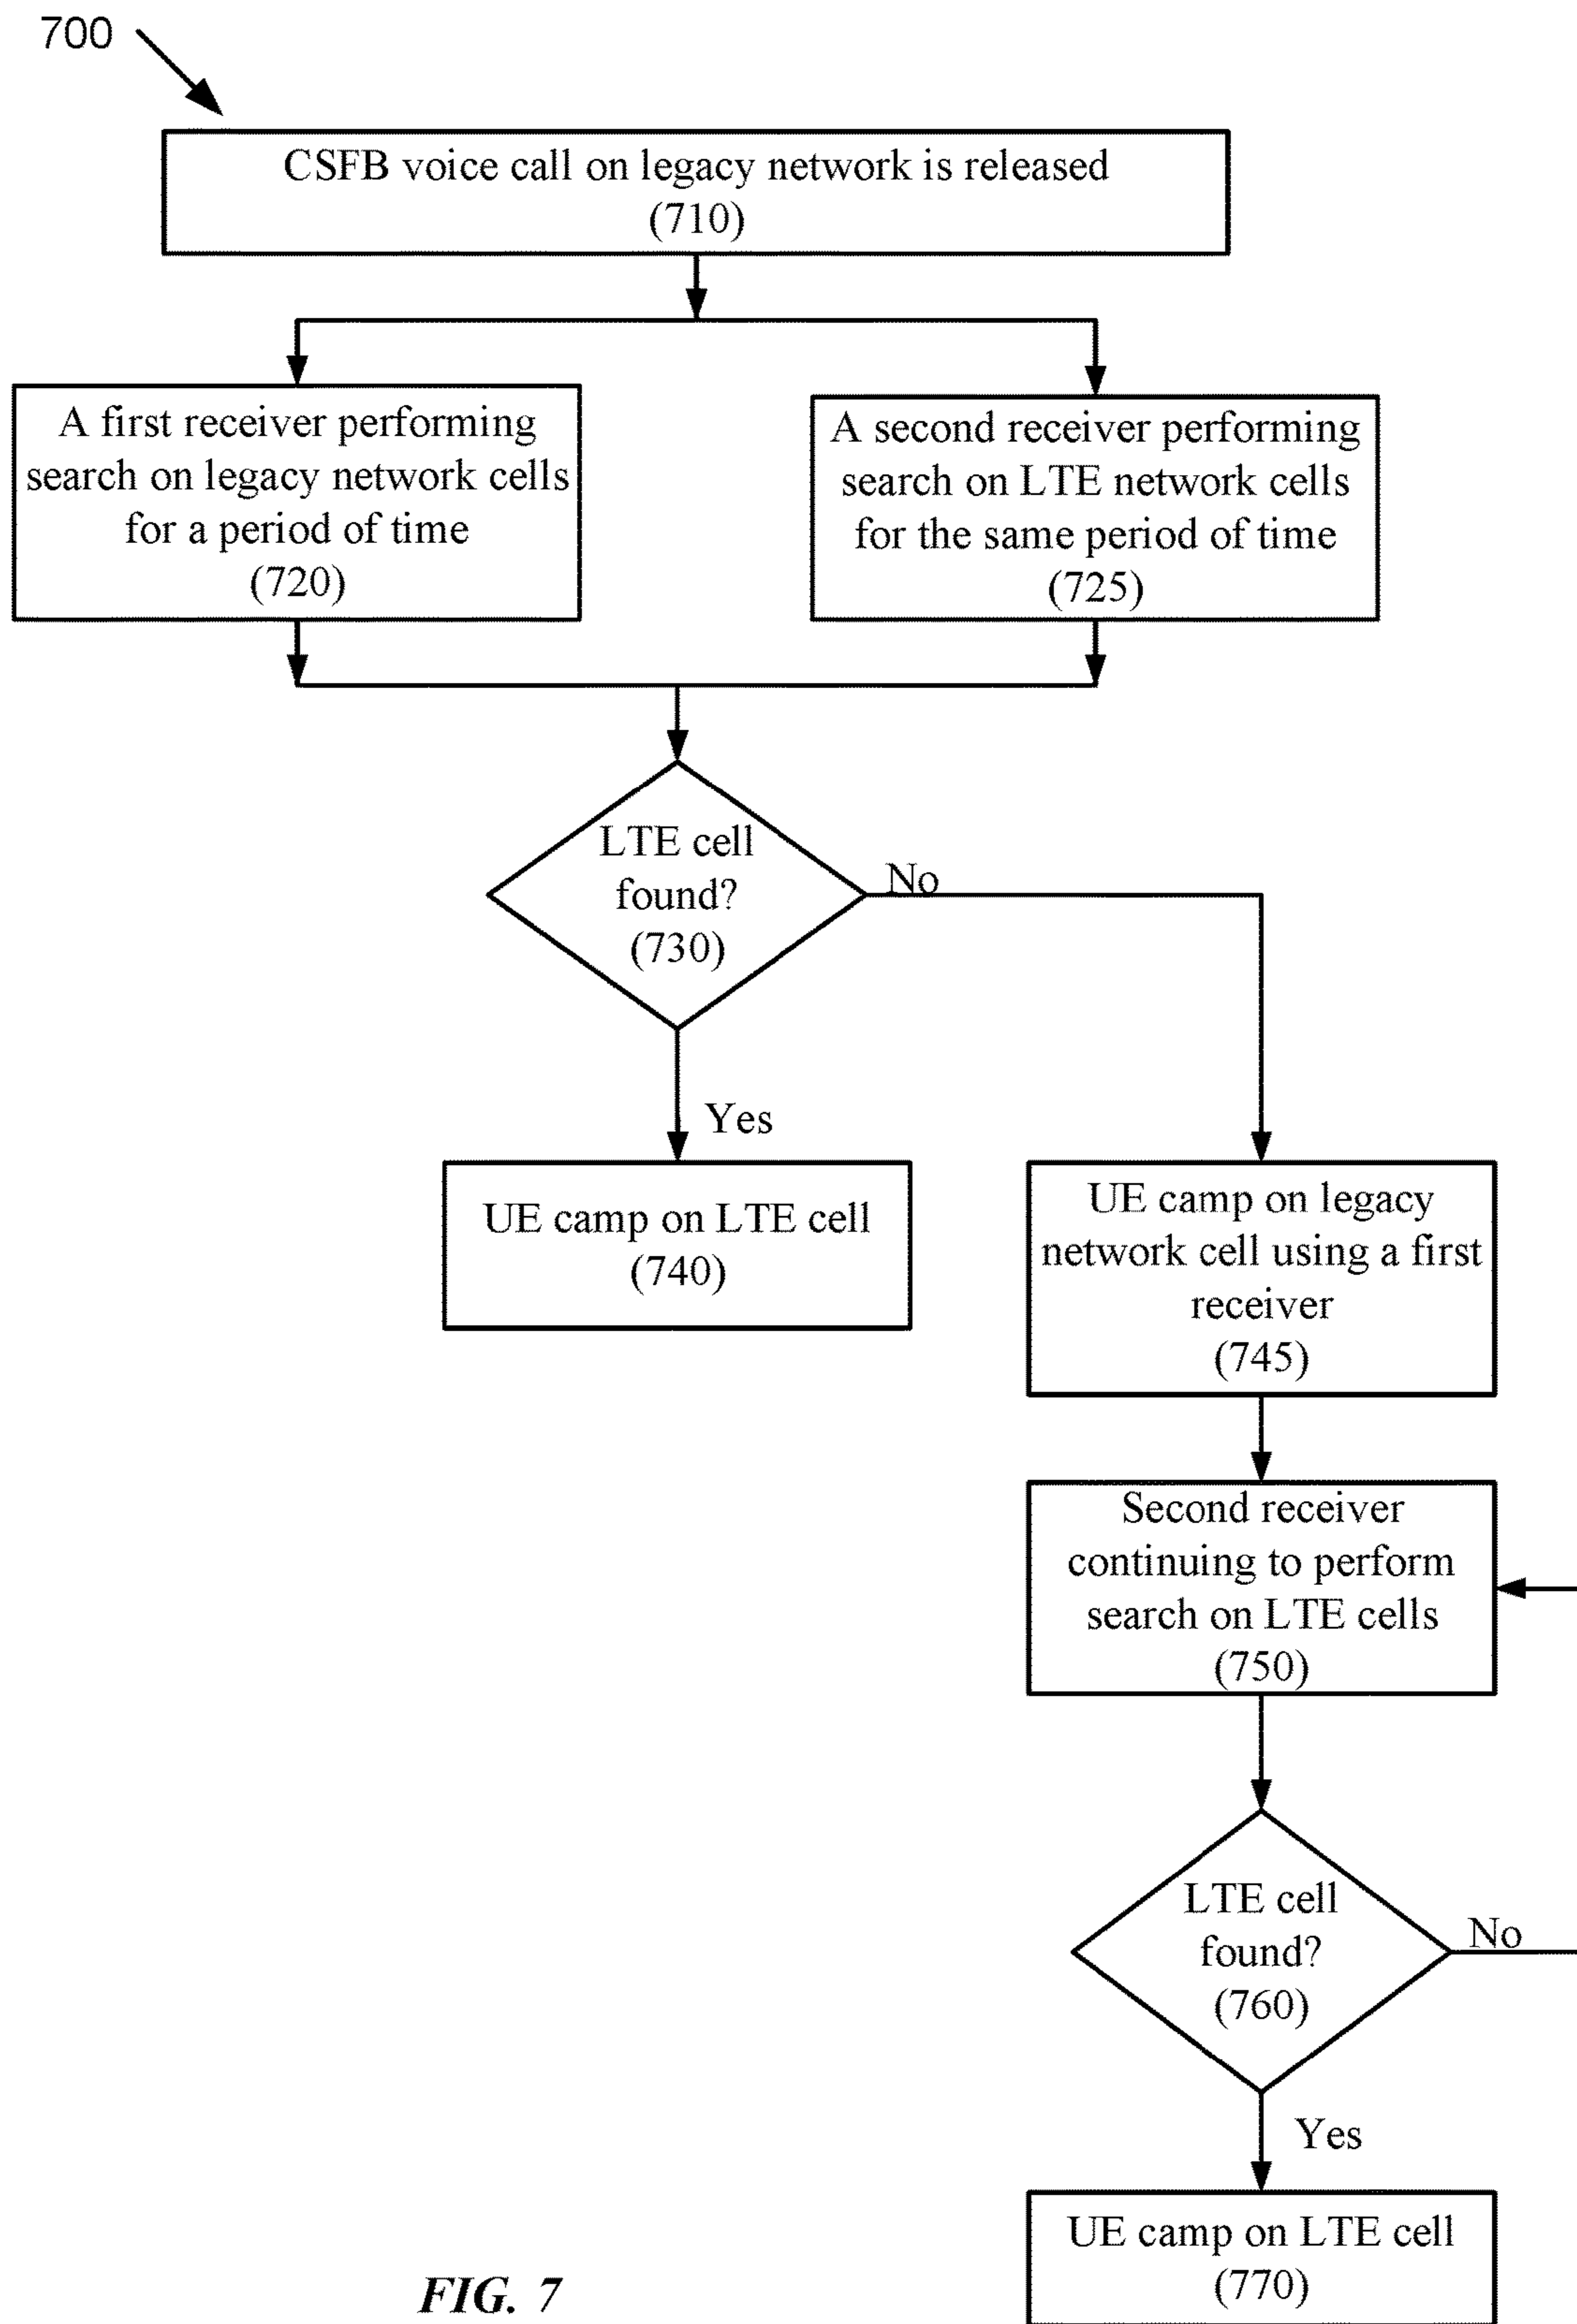 700
CSFB voice call on legacy network is released
(710)
A first receiver performing
search on legacy network cells
for a period of time
(720)
A second receiver performing
search on LTE network cells
for the same period of time
(725)
LTE cell
found?
(730)
No
Yes
UE camp on LTE cell
(740)
UE camp on legacy
network cell using a first
receiver
(745)
Second receiver
continuing to perform
search on LTE cells
(750)
LTE cell
found?
(760)
No
Yes
UE camp on LTE cell
(770)
FIG. 7